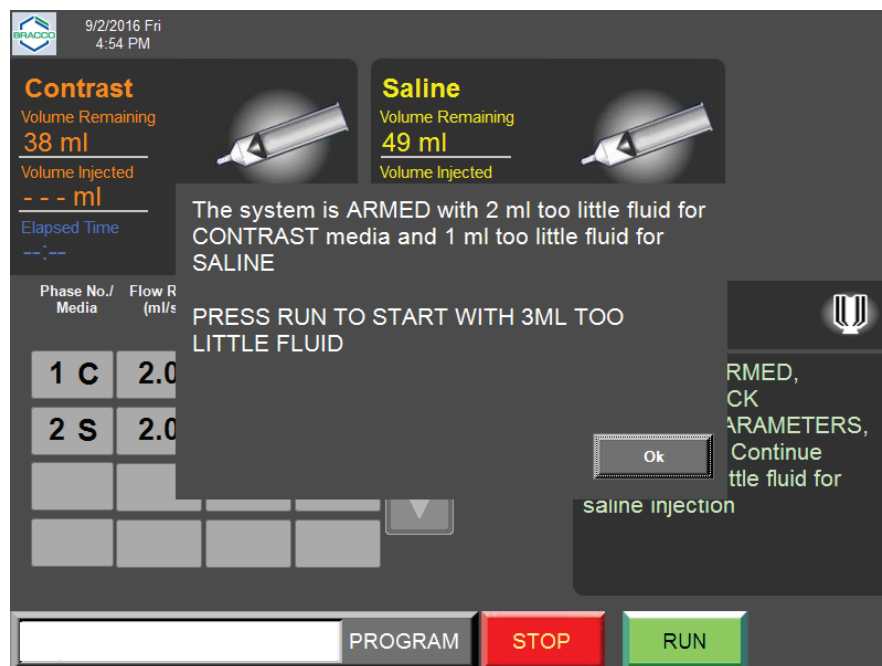 BRACCO
9/2/2016 Fri
4:54 PM
Contrast
Volume Remaining
38 ml
Volume Injected
- - - ml
Elapsed Time
--:--
Saline
Volume Remaining
49 ml
Volume Injected
The system is ARMED with 2 ml too little fluid for
CONTRAST media and 1 ml too little fluid for
SALINE
PRESS RUN TO START WITH 3ML TOO
LITTLE FLUID
Ok
Phase No./
Media
Flow R
(ml/s
1 C
2.0
2 S
2.0
RMED,
CK
ARAMETERS,
Continue
ttle fluid for
saline injection
PROGRAM
STOP
RUN